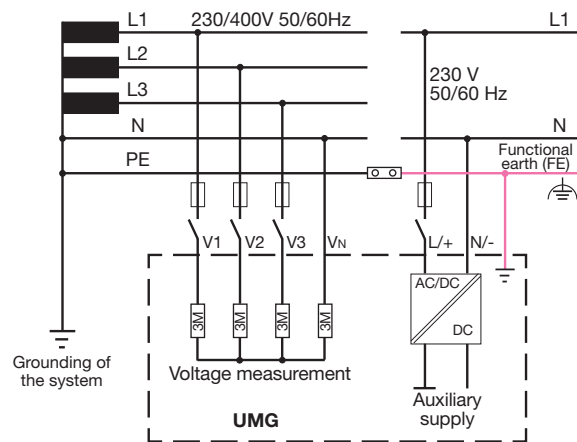 L1 230/400V 50/60Hz L1
L2
230 V
50/60 Hz
L3
N N
Functional
earth (FE)
PE
V1 V2 V3 VN L/+ N/-
AC/DC
DC
3M 3M 3M 3M
Grounding of
the system
Voltage measurement
Auxiliary
supply
UMG